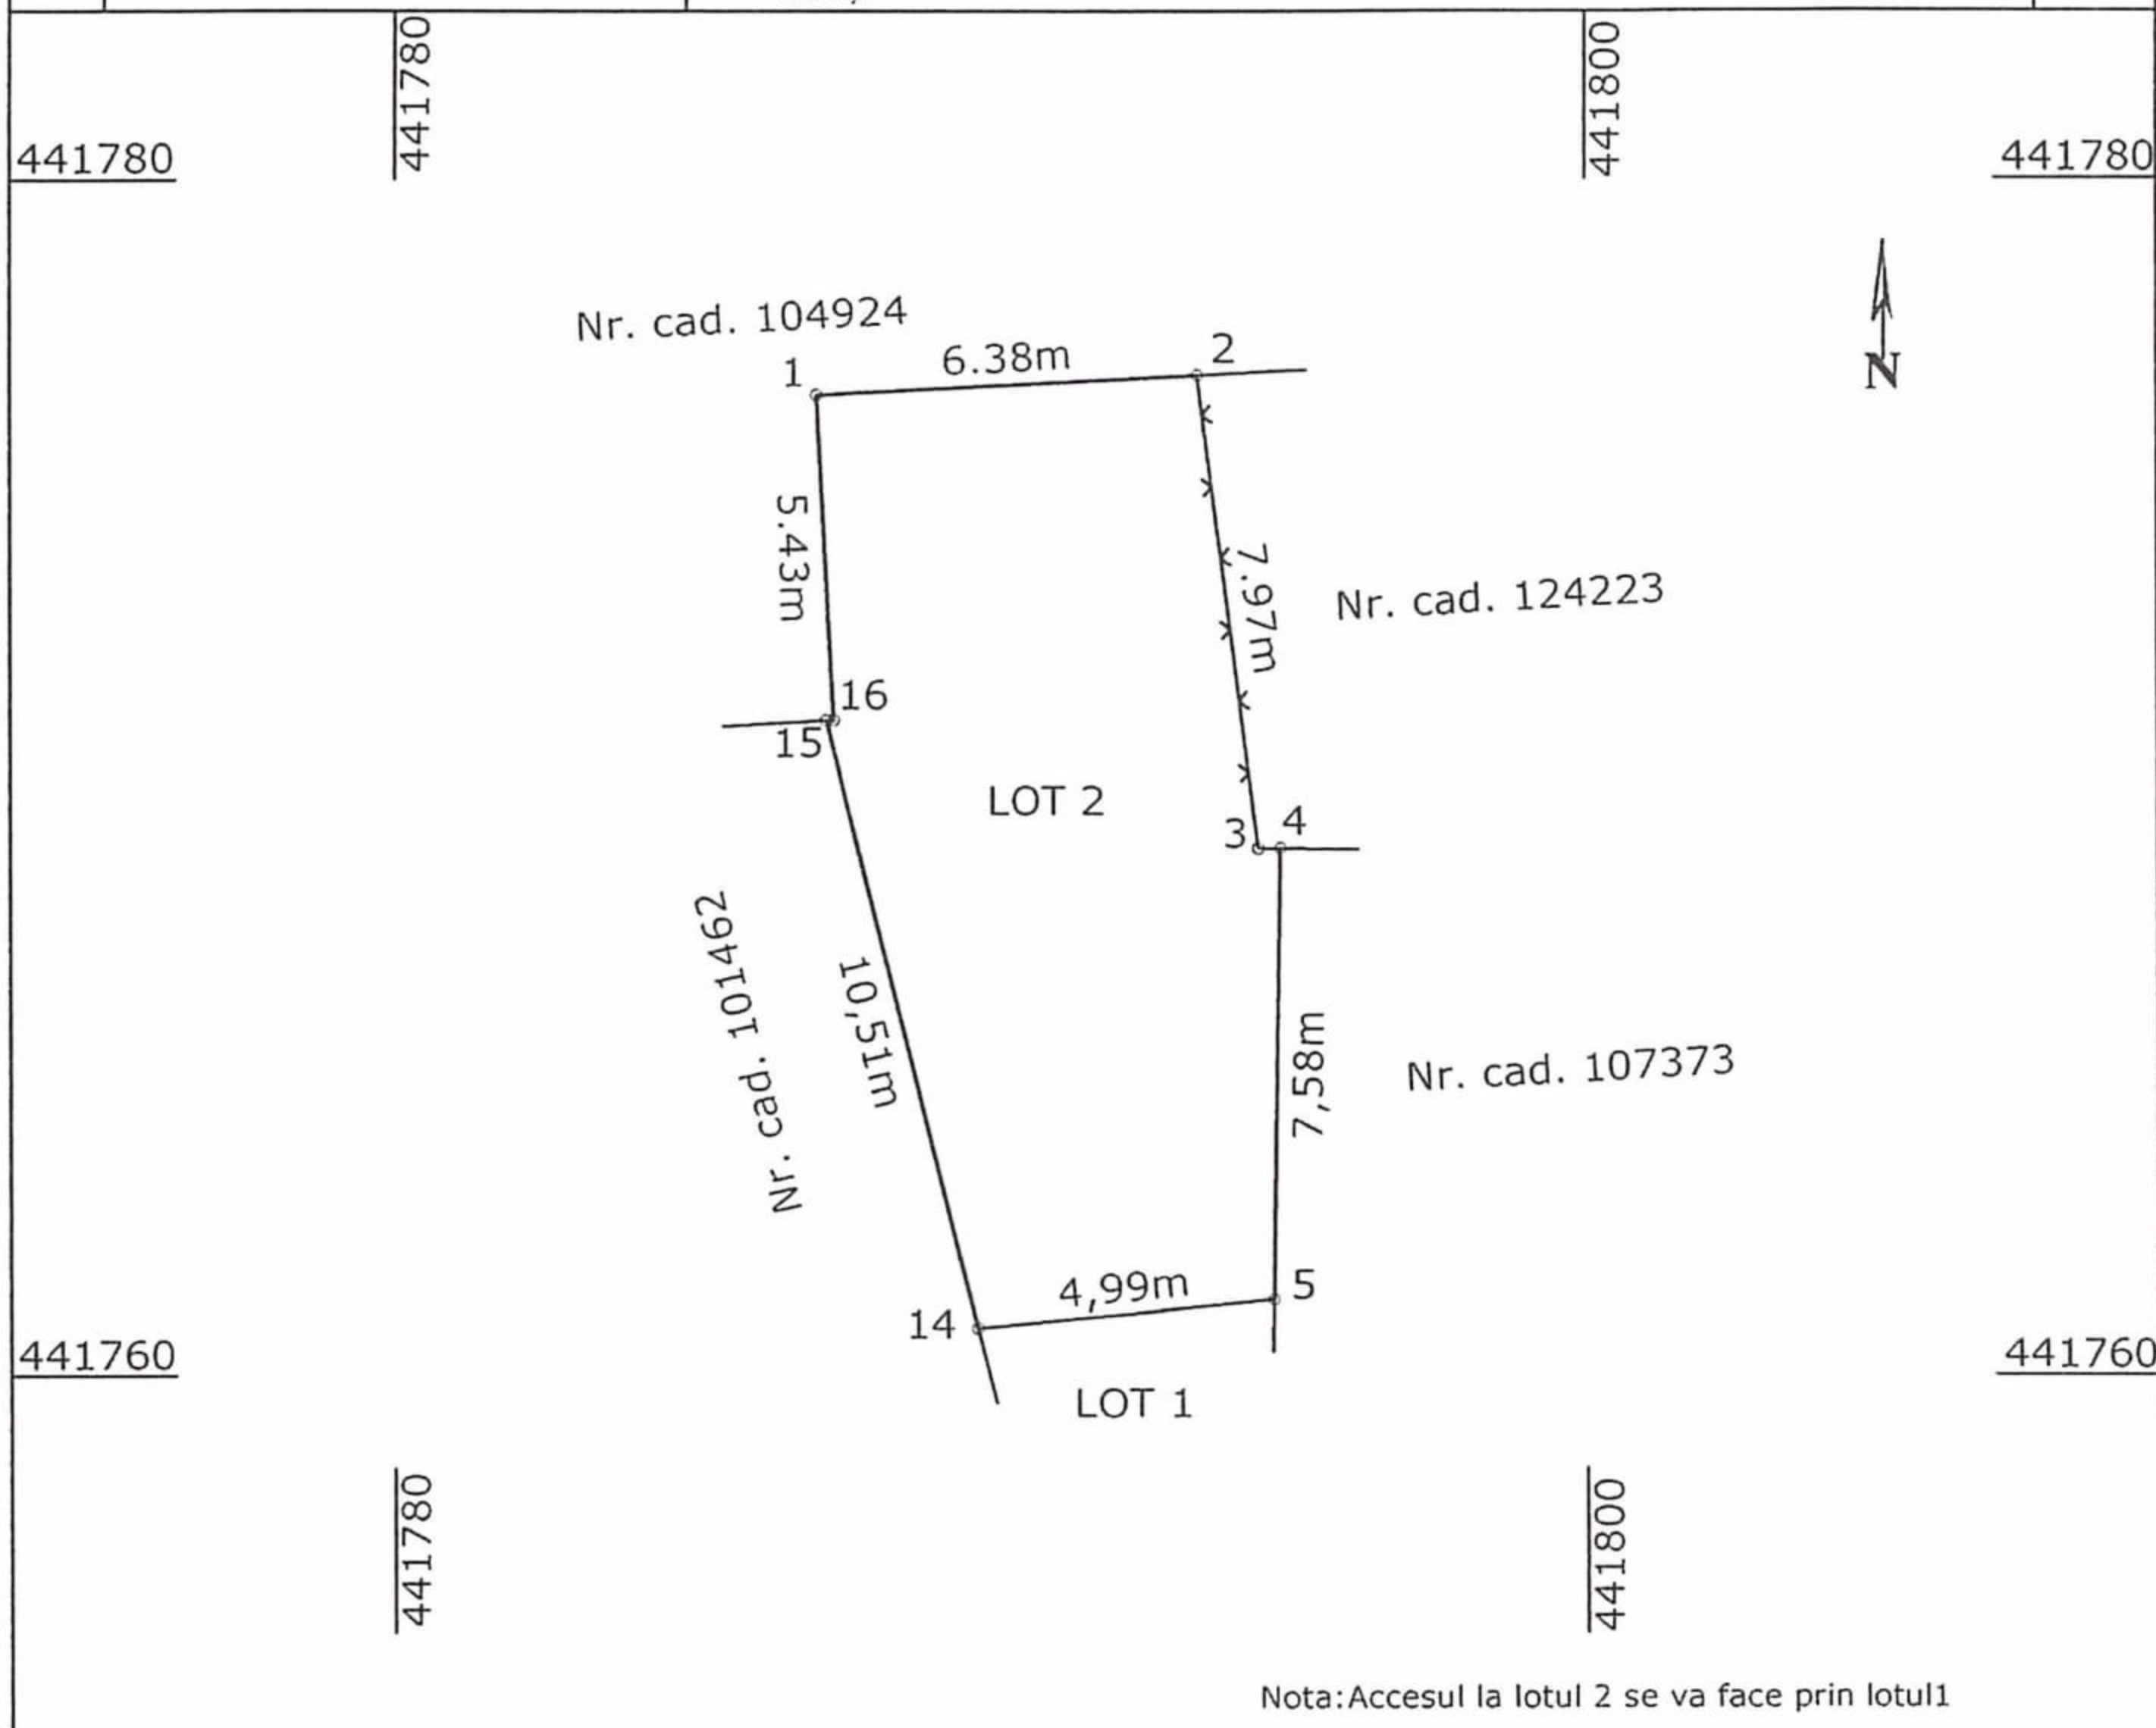 441780
441800
441780
441780
Nr. cad. 104924
6.38m
2
1
N
5.43m
7.97m
Nr. cad. 124223
16
15
LOT 2
3
4
Nr. cad. 101462
10,51m
7,58m
Nr. cad. 107373
4,99m
5
14
441760
441760
LOT 1
441780
441800
Nota:Accesul la lotul 2 se va face prin lotul1